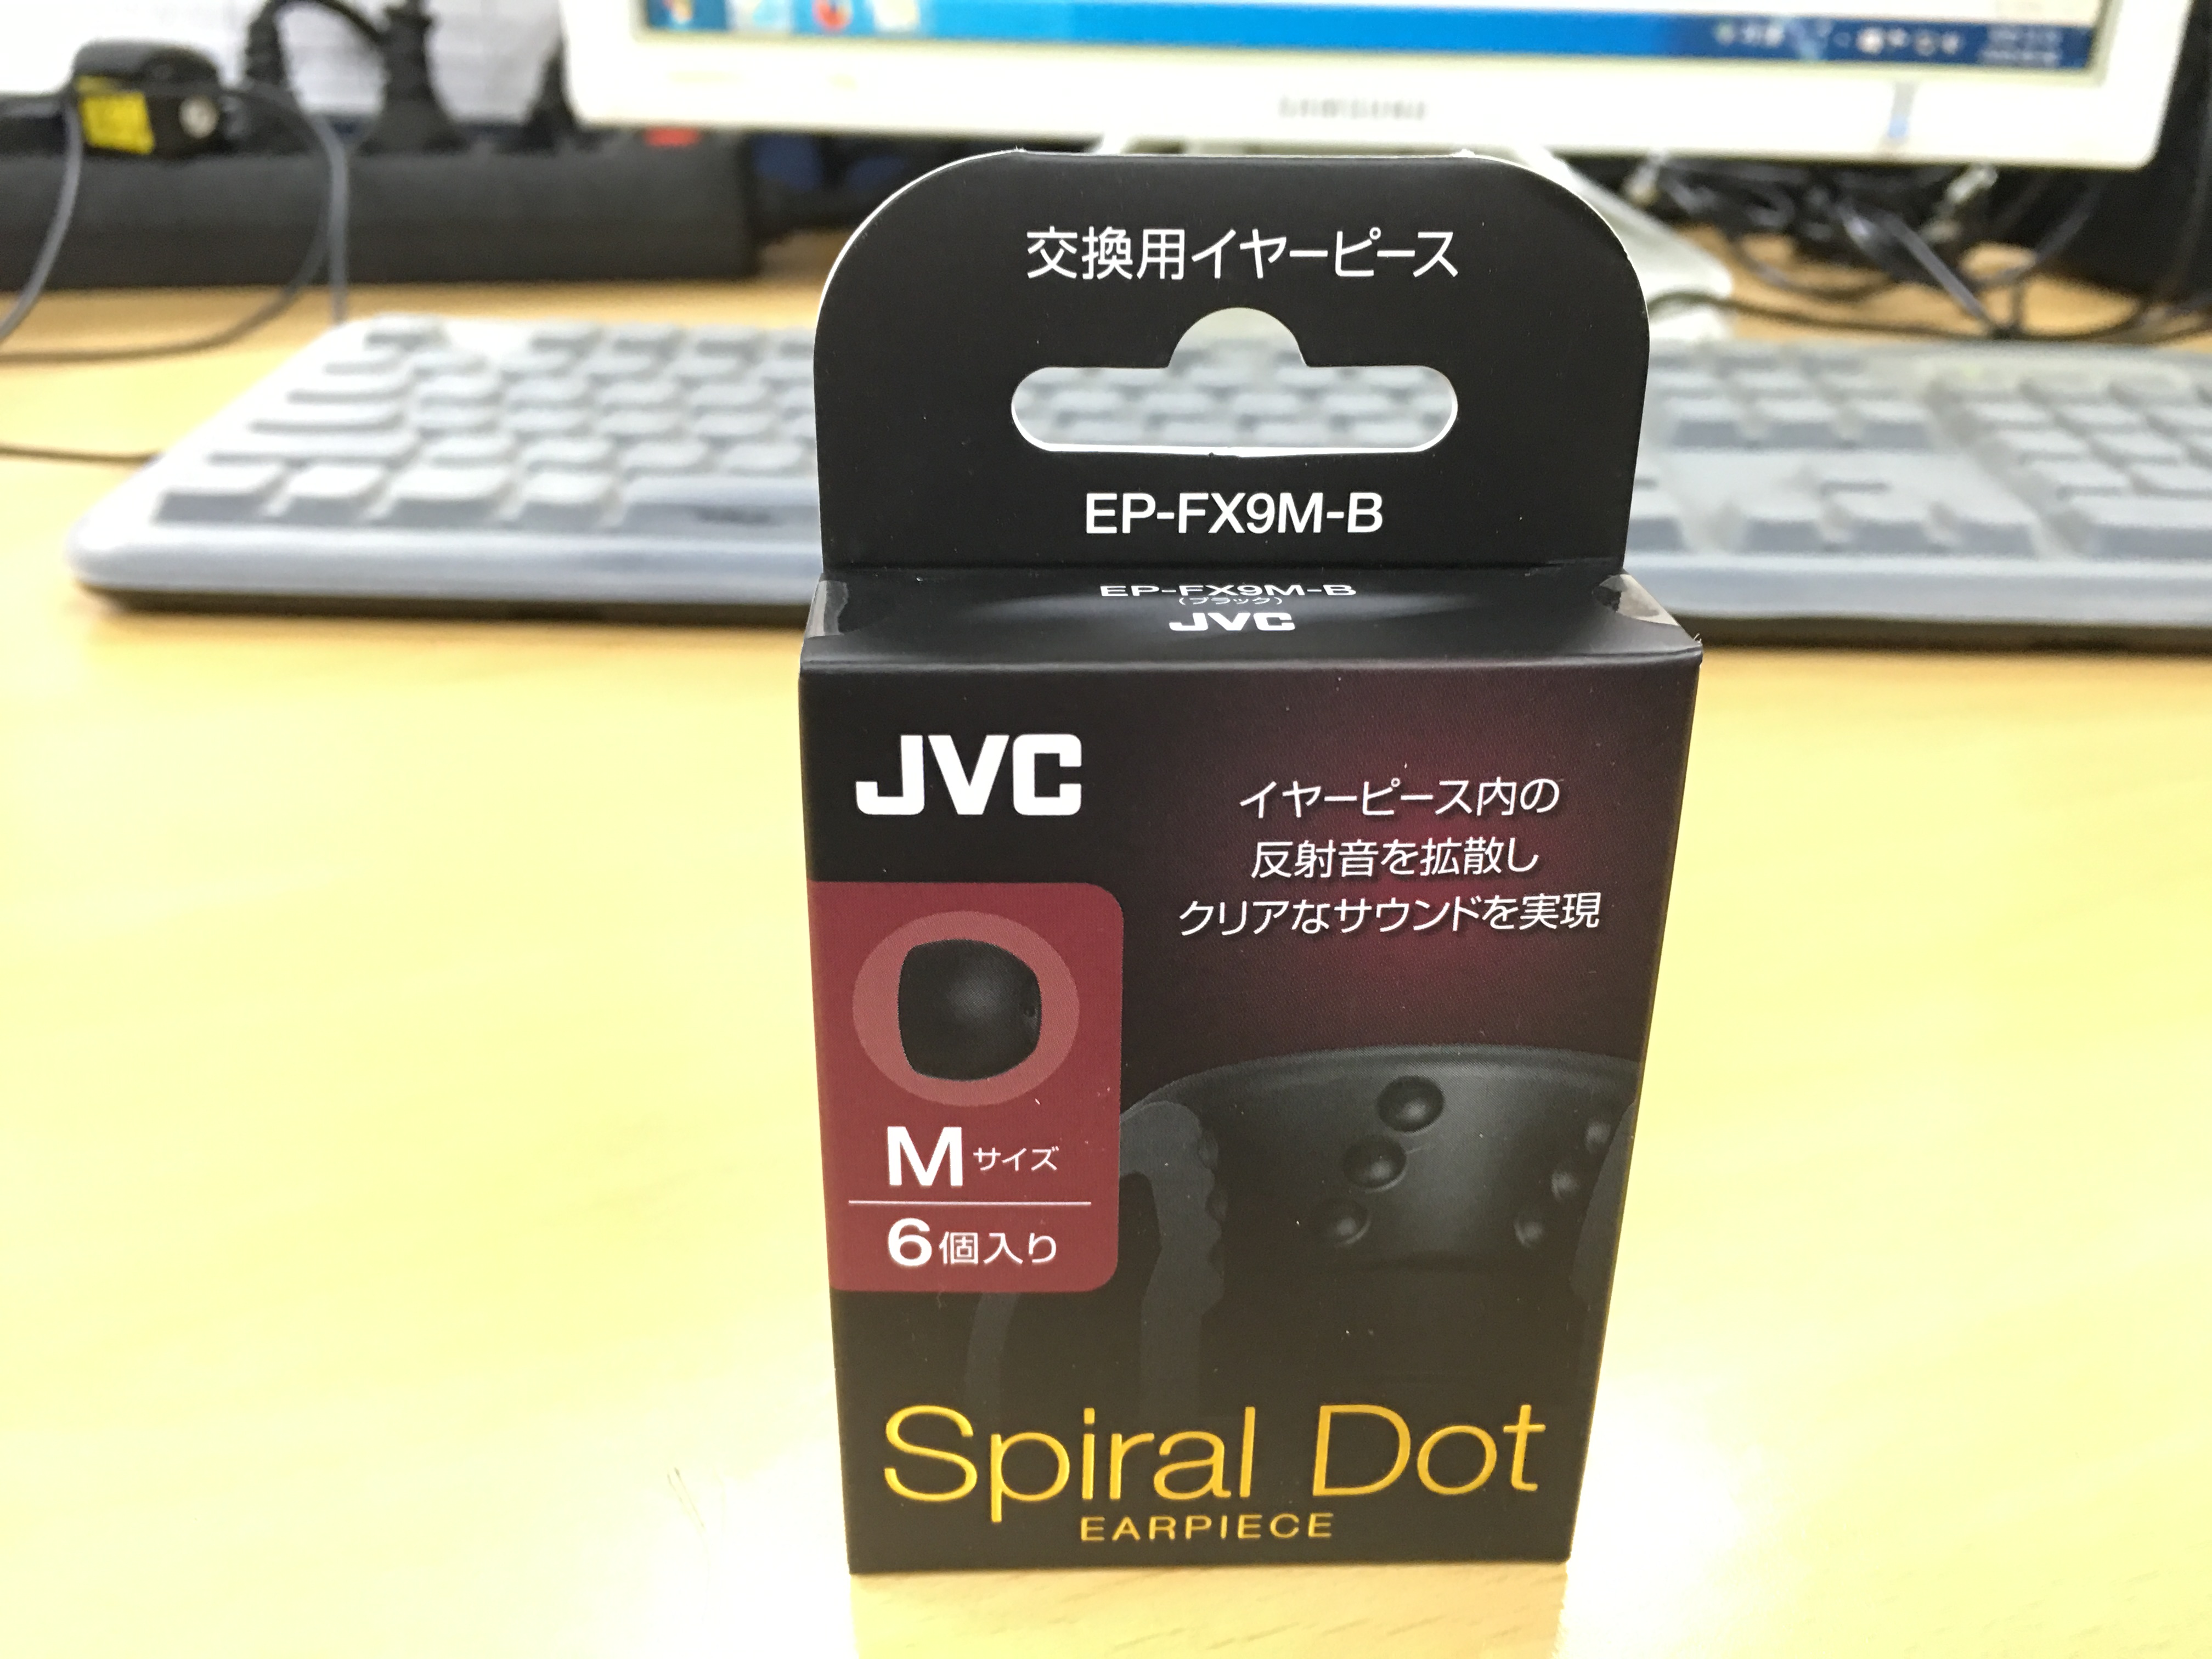 交換用イヤーピース
EP-FX9M-B
EP-FX9M-B
(ブラック)
JVC
JVC
イヤーピース内の
反射音を拡散し
クリアなサウンドを実現
Mサイズ
6個入り
Spiral Dot
EARPIECE